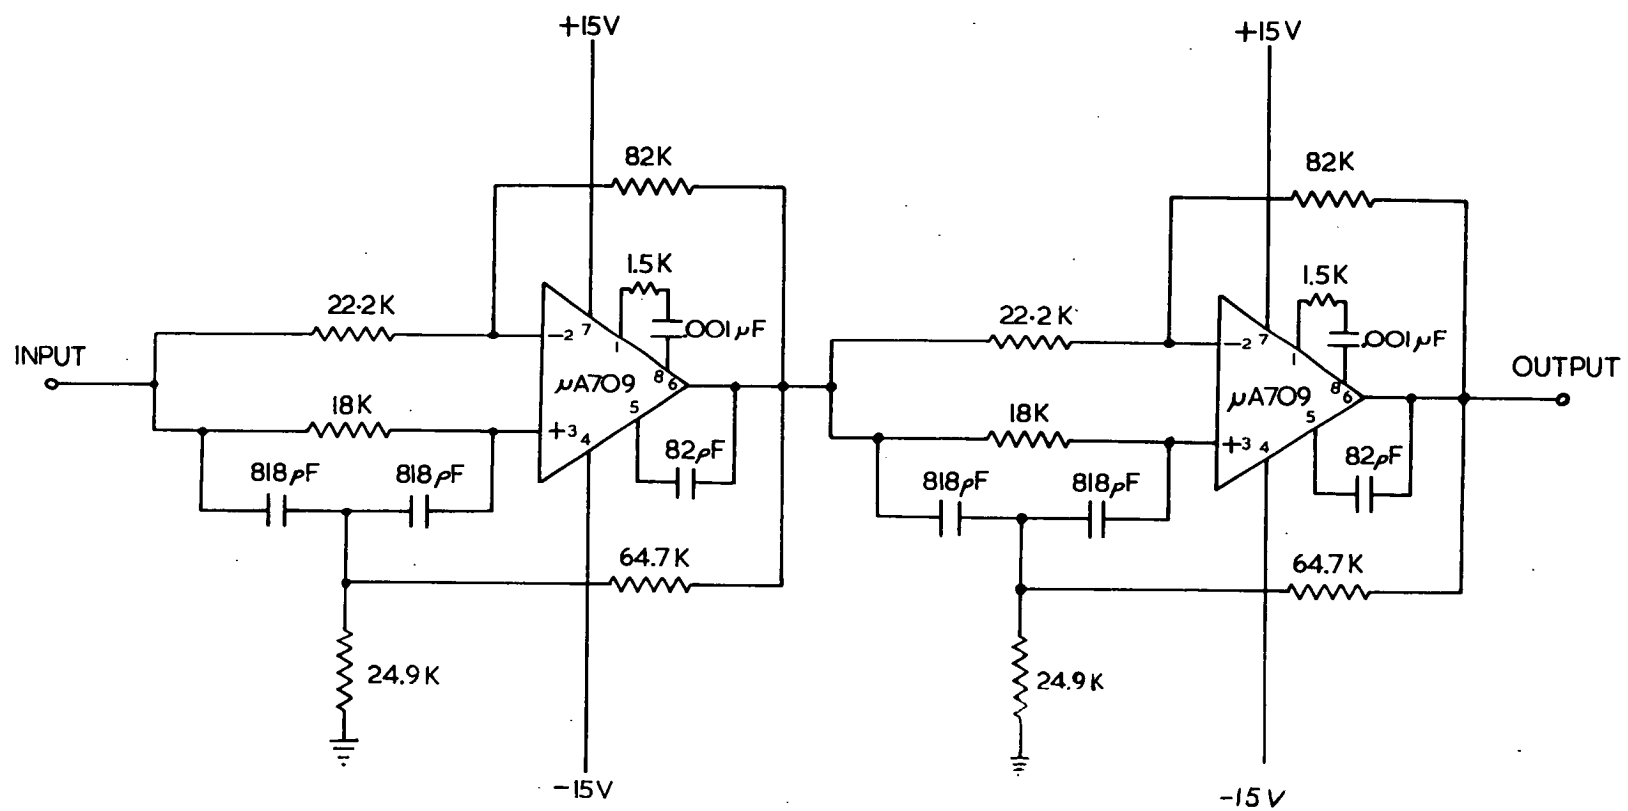 +15V
82K
1.5K
.001µF
22.2K
INPUT
-2
7
1
8
6
µA709
18K
+3
4
5
82pF
818pF
818pF
64.7K
24.9K
-15V
+15V
82K
1.5K
.001µF
22.2K
-2
7
1
8
6
µA709
OUTPUT
18K
+3
4
5
82pF
818pF
818pF
64.7K
24.9K
-15V